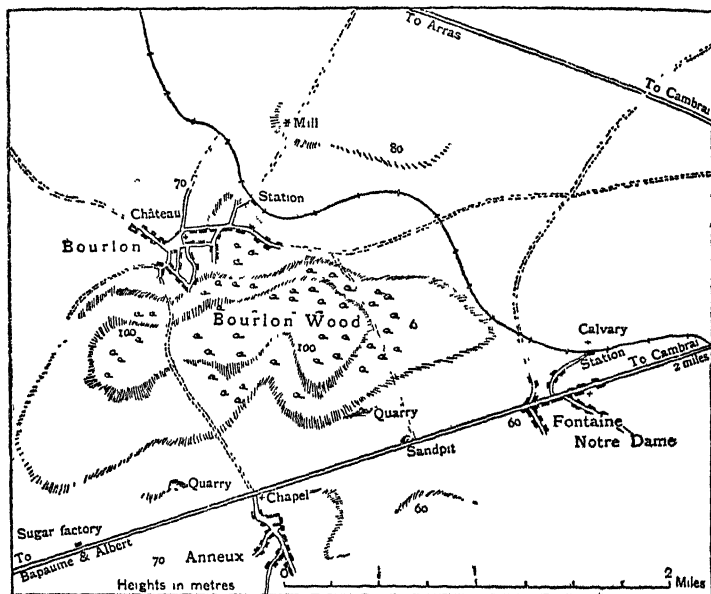 To Arras
To Cambrai
Mill
80
70
Station
Château
Bourlon
Bourlon Wood
100
100
Calvary
Station
To Cambrai
2 miles
Quarry
60
Fontaine
Notre Dame
Sandpit
Quarry
Chapel
60
Sugar factory
To
Bapaume & Albert
70
Anneux
Heights in metres
0
1
2
Miles